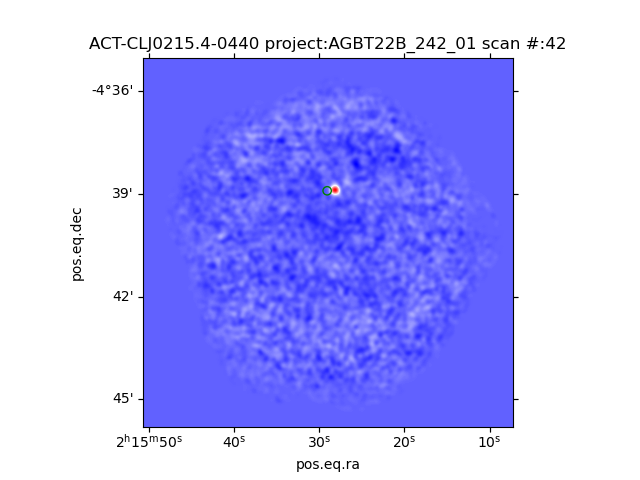 ACT-CLJ0215.4-0440 project:AGBT22B_242_01 scan #:42
-4°36'
39'
42'
45'
pos.eq.dec
2ʰ15ᵐ50ˢ 40ˢ 30ˢ 20ˢ 10ˢ
pos.eq.ra